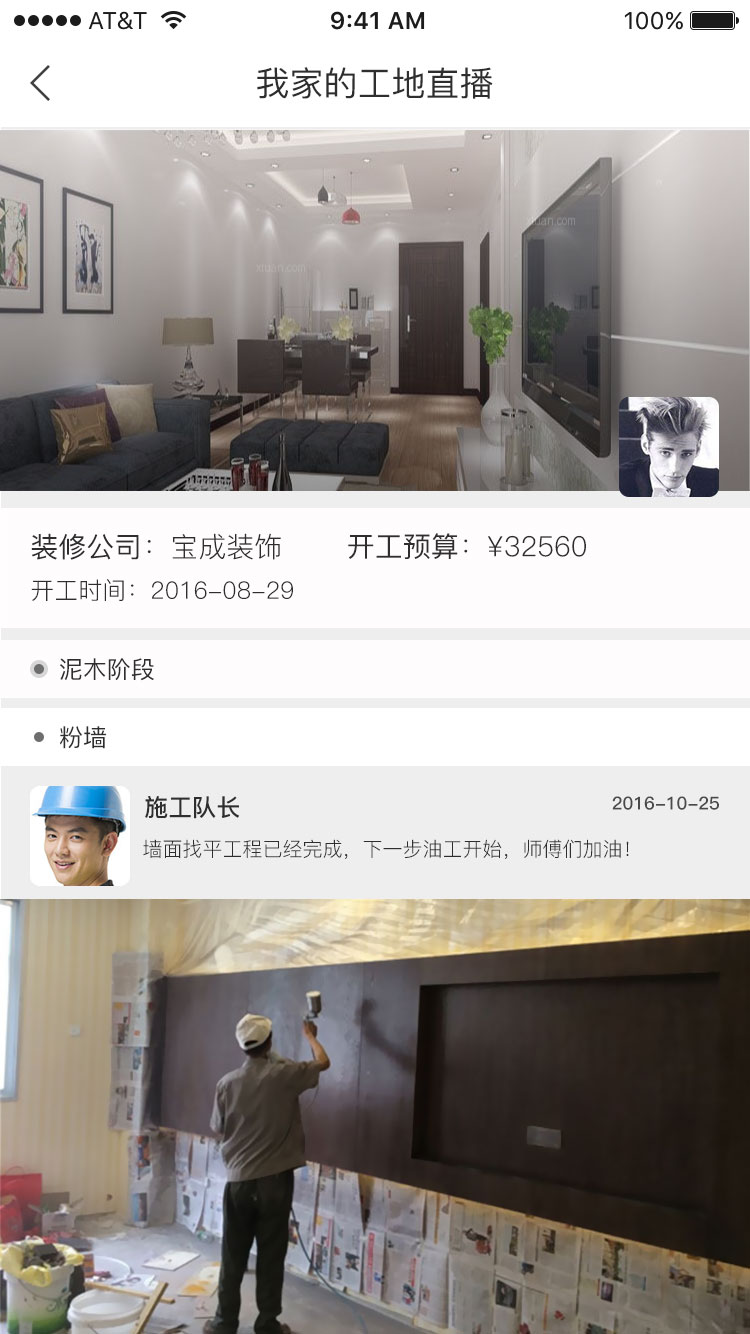 AT&T 9:41 AM 100%
我家的工地直播
xtuan.com
xtuan.com
装修公司：宝成装饰 开工预算：¥32560
开工时间：2016-08-29
泥木阶段
粉墙
施工队长 2016-10-25
墙面找平工程已经完成，下一步油工开始，师傅们加油！